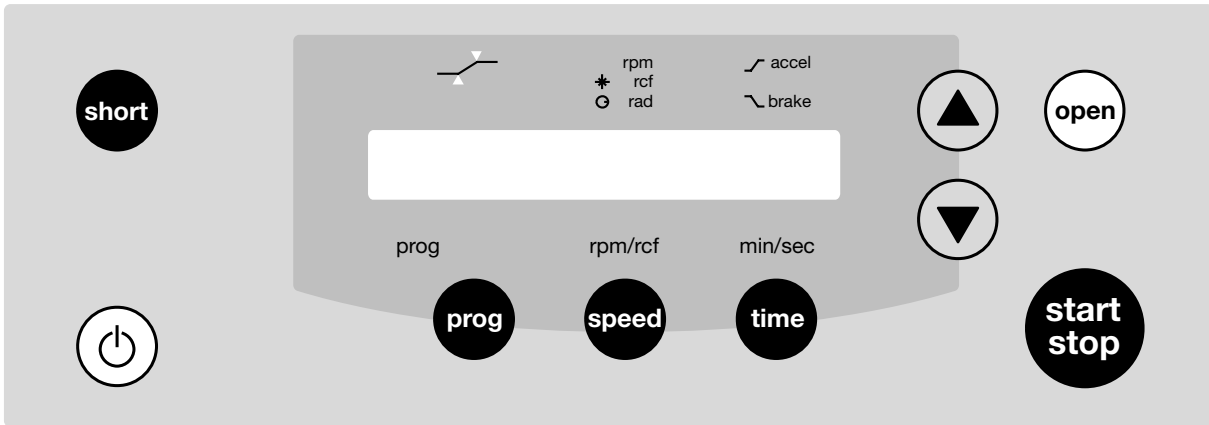 short
rpm
rcf
rad
accel
brake
open
prog
rpm/rcf
min/sec
prog
speed
time
start
stop